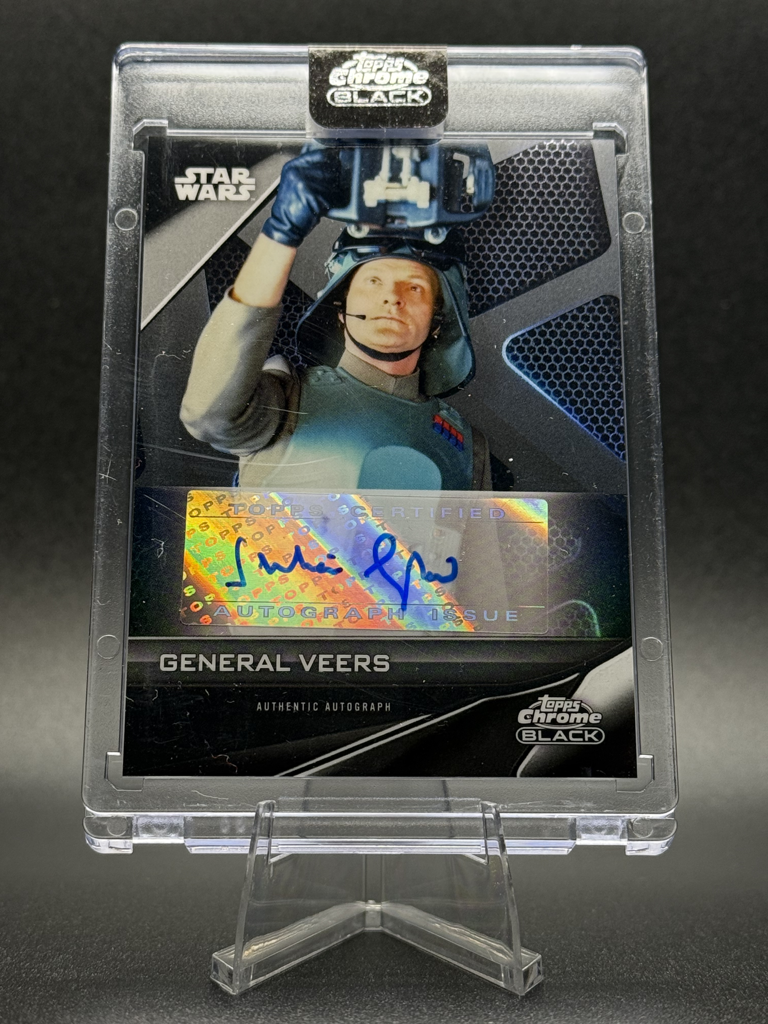 topps
Chrome
BLACK
STAR
WARS
TOPPS CERTIFIED
AUTOGRAPH ISSUE
GENERAL VEERS
AUTHENTIC AUTOGRAPH
topps
Chrome
BLACK